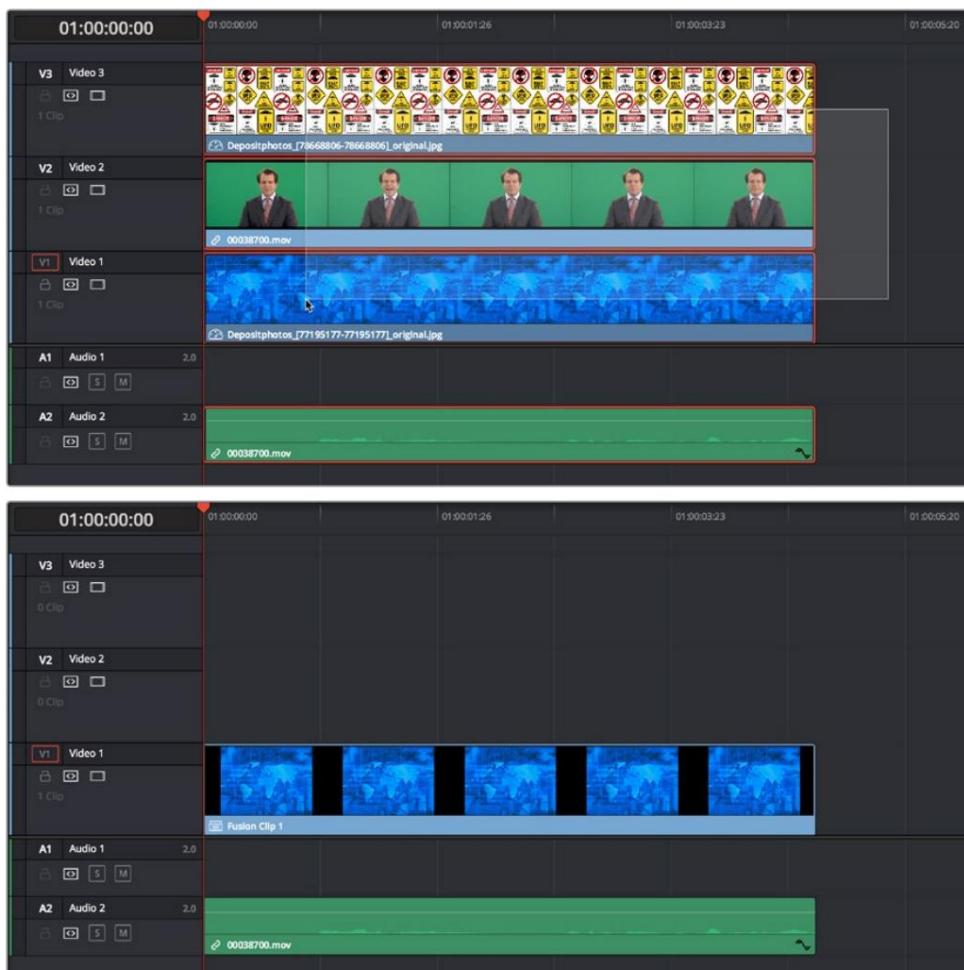 01:00:00:00
01:00:00:00 01:00:01:26 01:00:03:23 01:00:05:20
V3 Video 3
1 Clip
Depositphotos_[78668806-78668806]_original.jpg
V2 Video 2
1 Clip
00038700.mov
V1 Video 1
1 Clip
Depositphotos_[77195177-77195177]_original.jpg
A1 Audio 1 2.0
S M
A2 Audio 2 2.0
S M
00038700.mov
01:00:00:00
01:00:00:00 01:00:01:26 01:00:03:23 01:00:05:20
V3 Video 3
0 Clip
V2 Video 2
0 Clip
V1 Video 1
1 Clip
Fusion Clip 1
A1 Audio 1 2.0
S M
A2 Audio 2 2.0
S M
00038700.mov